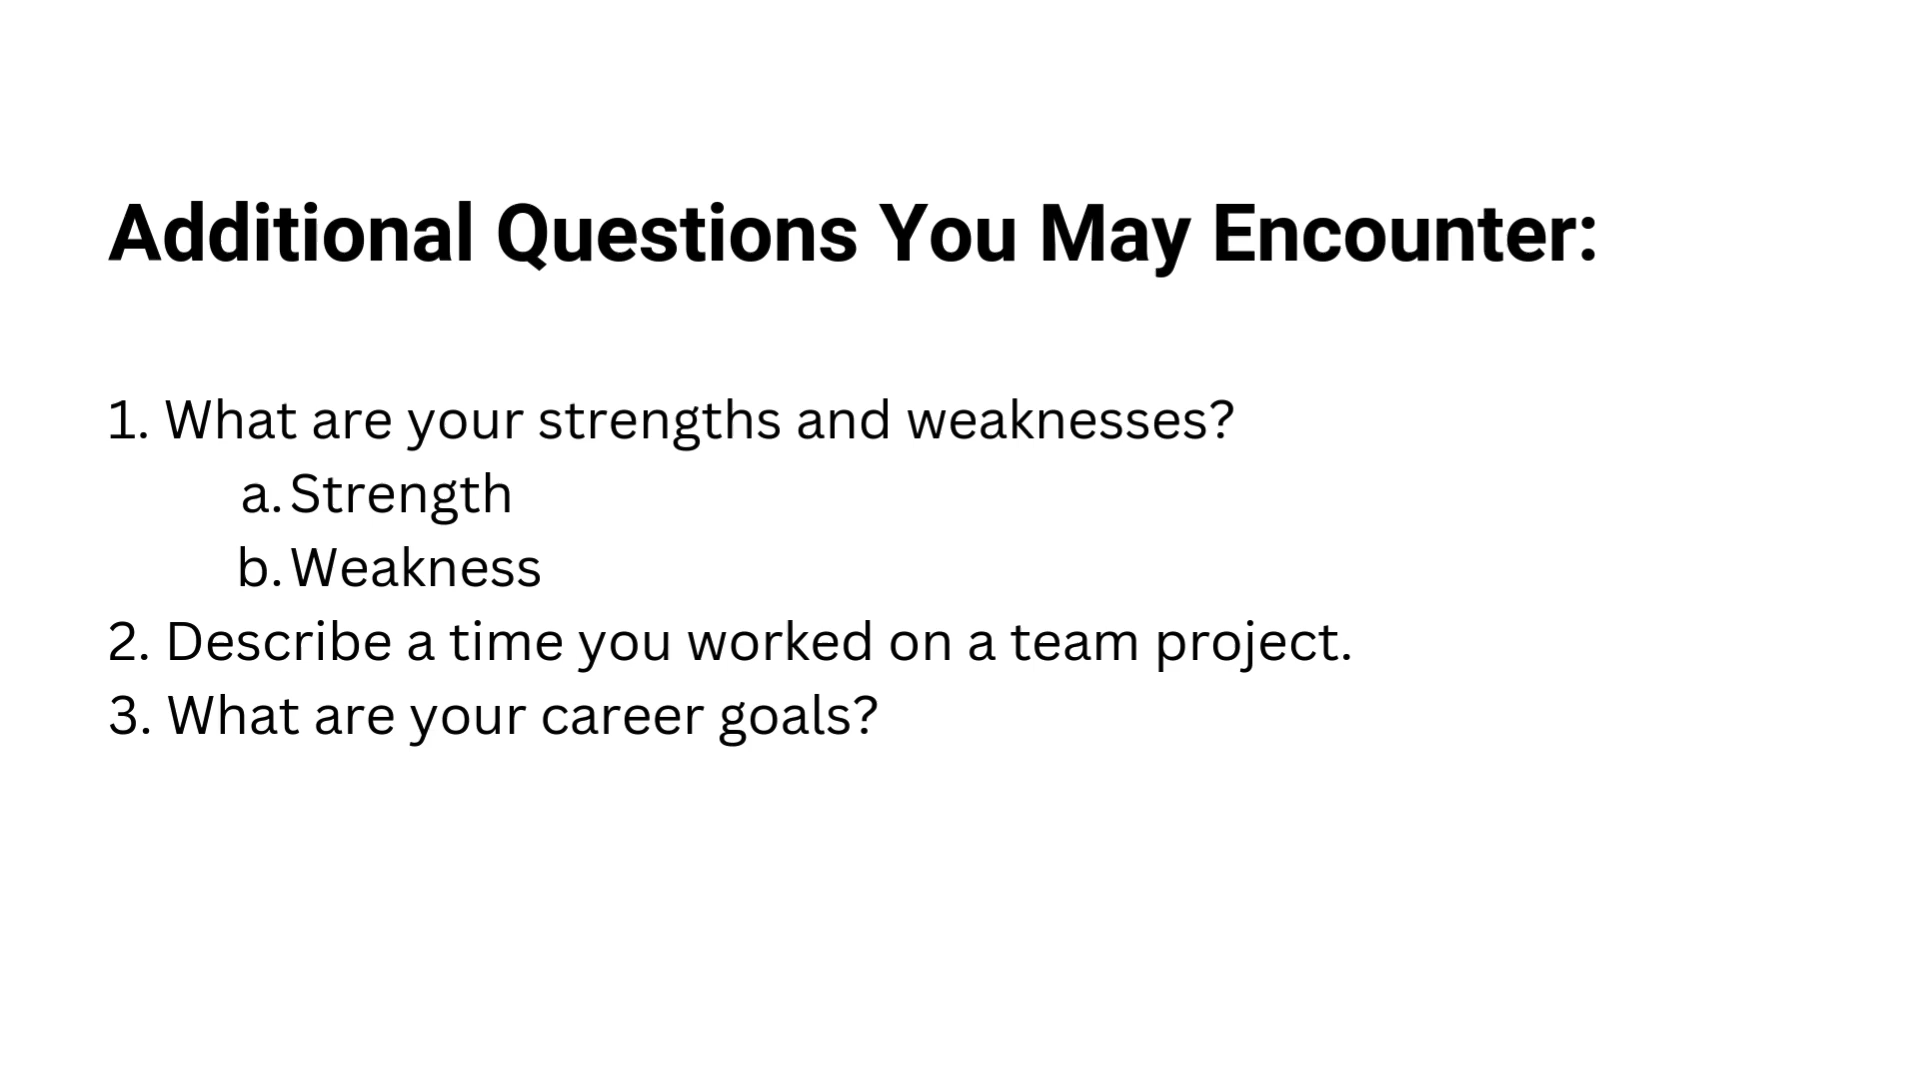 Additional Questions You May Encounter:
1. What are your strengths and weaknesses?
a. Strength
b. Weakness
2. Describe a time you worked on a team project.
3. What are your career goals?